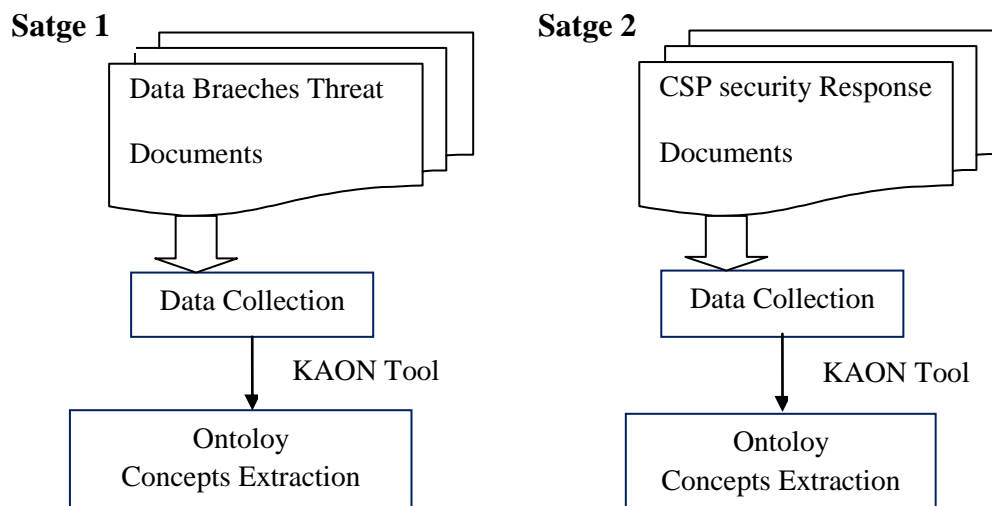 Satge 1
Data Braeches Threat
Documents
Data Collection
KAON Tool
Ontoloy
Concepts Extraction
Satge 2
CSP security Response
Documents
Data Collection
KAON Tool
Ontoloy
Concepts Extraction